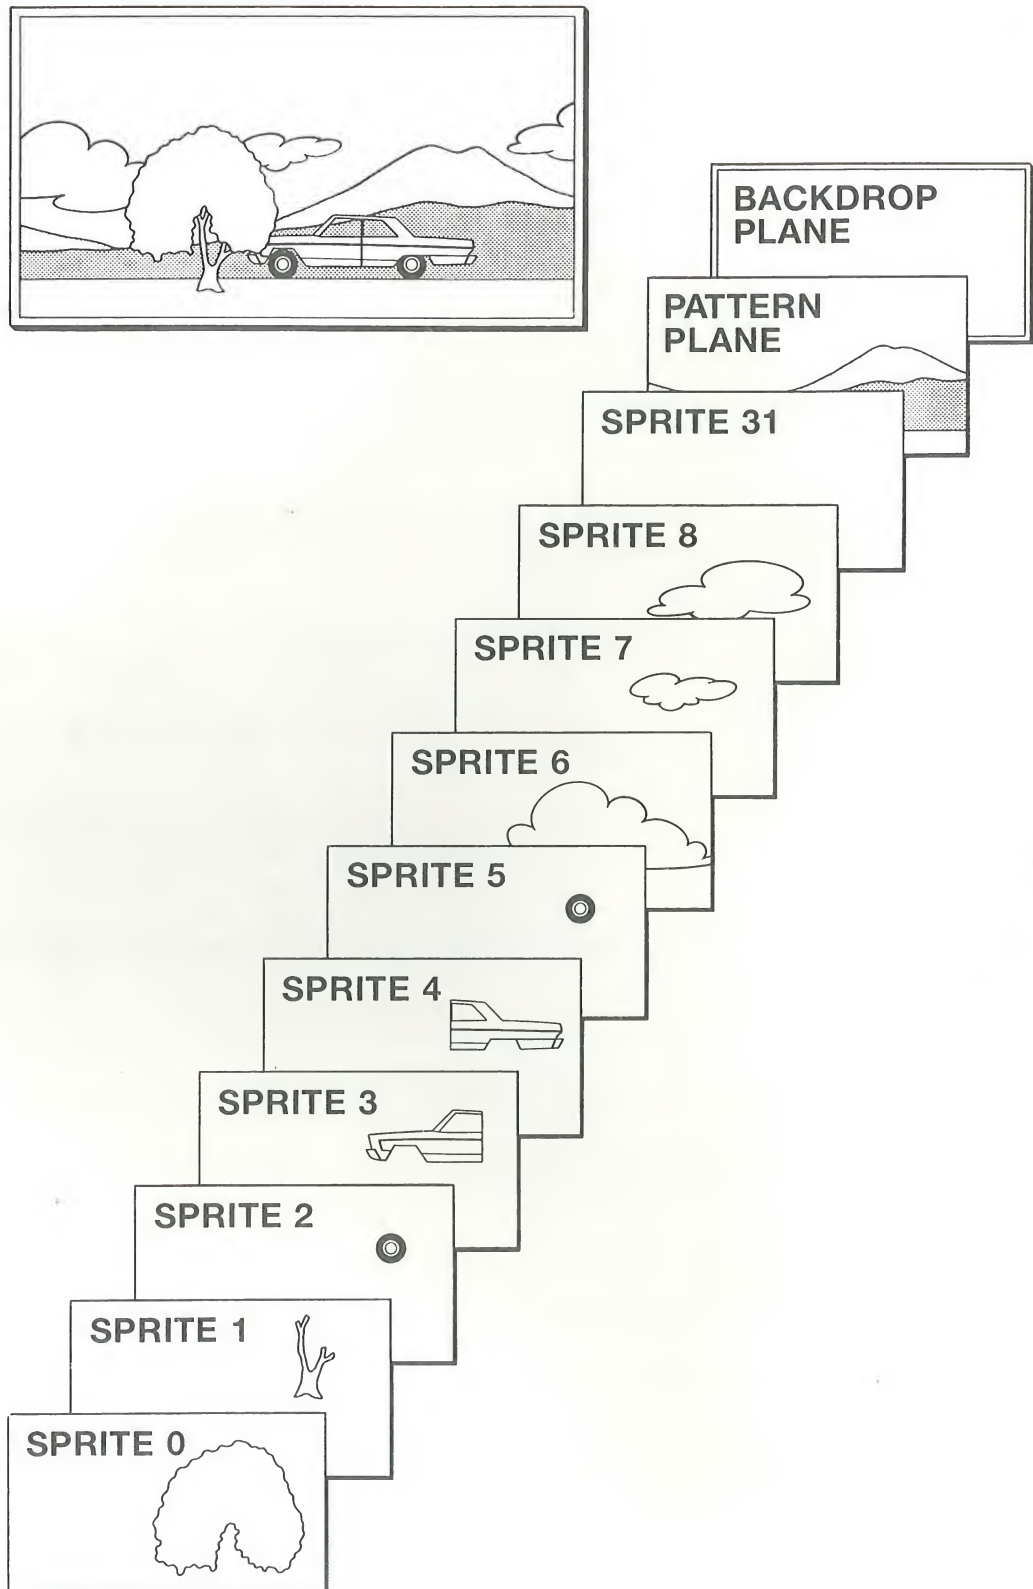 BACKDROP
PLANE
PATTERN
PLANE
SPRITE 31
SPRITE 8
SPRITE 7
SPRITE 6
SPRITE 5
SPRITE 4
SPRITE 3
SPRITE 2
SPRITE 1
SPRITE 0